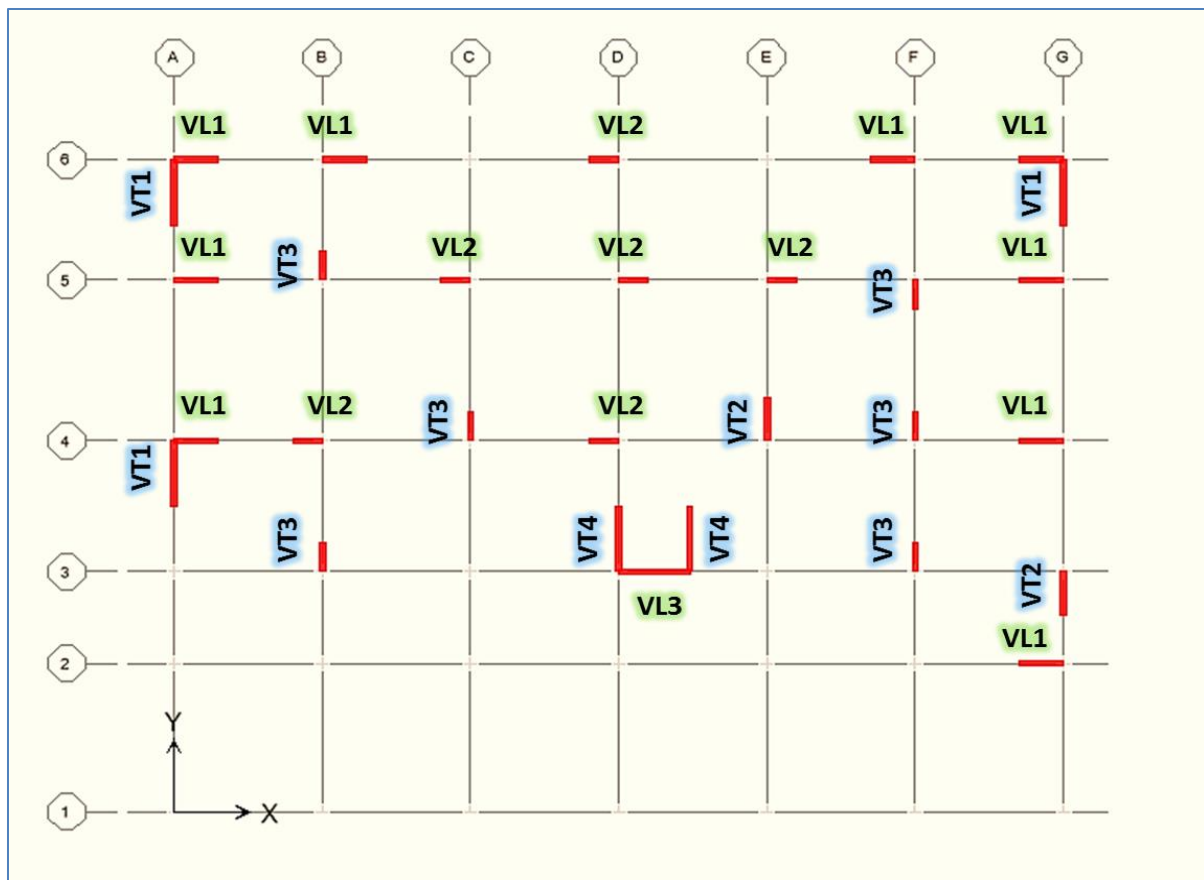 A B C D E F G
VL1 VL1 VL2 VL1 VL1
6
VT1 VT1
VL1 VT3 VL2 VL2 VL2 VT3 VL1
5
VL1 VL2 VT3 VL2 VT2 VT3 VL1
4
VT1
VT3 VT4 VT4 VT3
3
VT2
VL3
VL1
2
Y
X
1